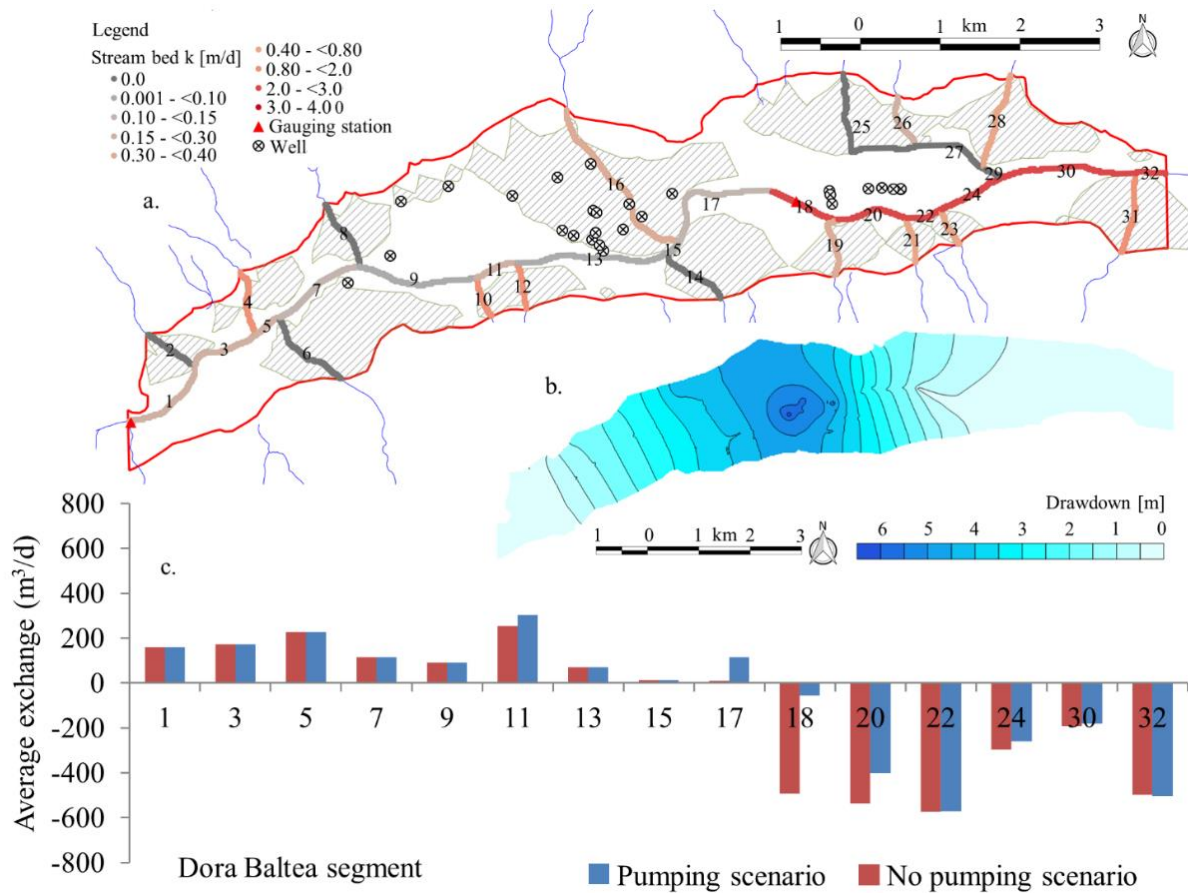 Legend
Stream bed k [m/d]
0.0
0.001 - <0.10
0.10 - <0.15
0.15 - <0.30
0.30 - <0.40
0.40 - <0.80
0.80 - <2.0
2.0 - <3.0
3.0 - 4.00
Gauging station
Well
1 0 1 km 2 3
N
a.
1
2
3
4
5
6
7
8
9
10
11
12
13
14
15
16
17
18
19
20
21
22
23
24
25
26
27
28
29
30
31
32
b.
1 0 1 km 2 3
N
Drawdown [m]
6 5 4 3 2 1 0
c.
Average exchange (m³/d)
800
600
400
200
0
-200
-400
-600
-800
1 3 5 7 9 11 13 15 17 18 20 22 24 30 32
Dora Baltea segment
Pumping scenario
No pumping scenario